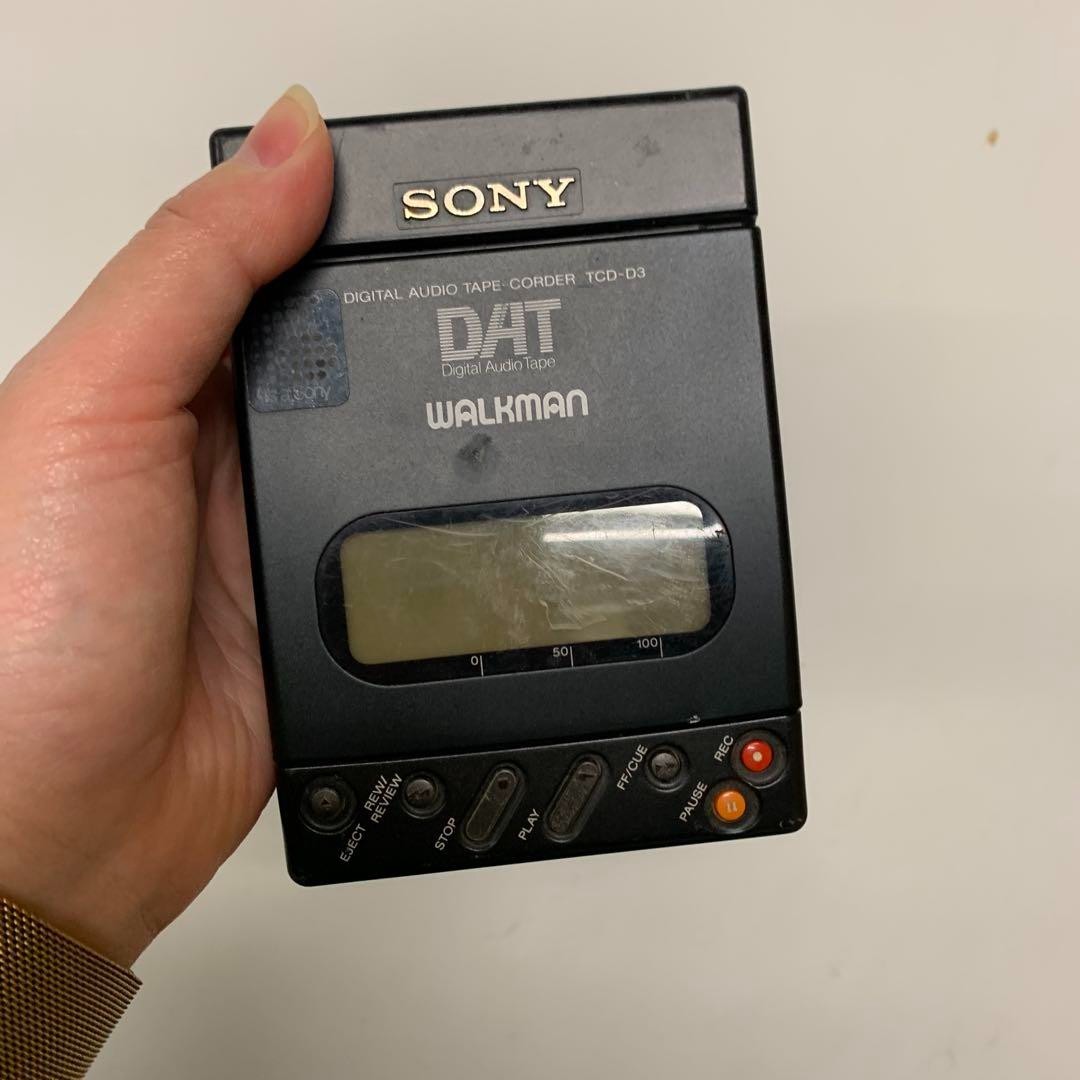 SONY
DIGITAL AUDIO TAPE-CORDER TCD-D3
DAT
Digital Audio Tape
WALKMAN
0 50 100
EJECT
REW/
REVIEW
STOP
PLAY
FF/CUE
PAUSE
REC